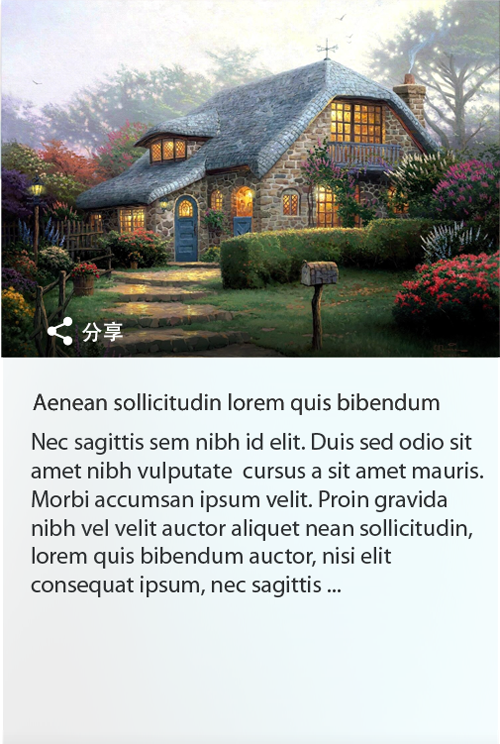 分享
Aenean sollicitudin lorem quis bibendum
Nec sagittis sem nibh id elit. Duis sed odio sit
amet nibh vulputate  cursus a sit amet mauris.
Morbi accumsan ipsum velit. Proin gravida
nibh vel velit auctor aliquet nean sollicitudin,
lorem quis bibendum auctor, nisi elit
consequat ipsum, nec sagittis ...